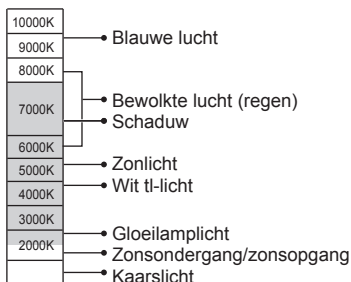 10000K
9000K
Blauwe lucht
8000K
7000K
Bewolkte lucht (regen)
Schaduw
6000K
5000K
Zonlicht
4000K
Wit tl-licht
3000K
2000K
Gloeilamplicht
Zonsondergang/zonsopgang
Kaarslicht